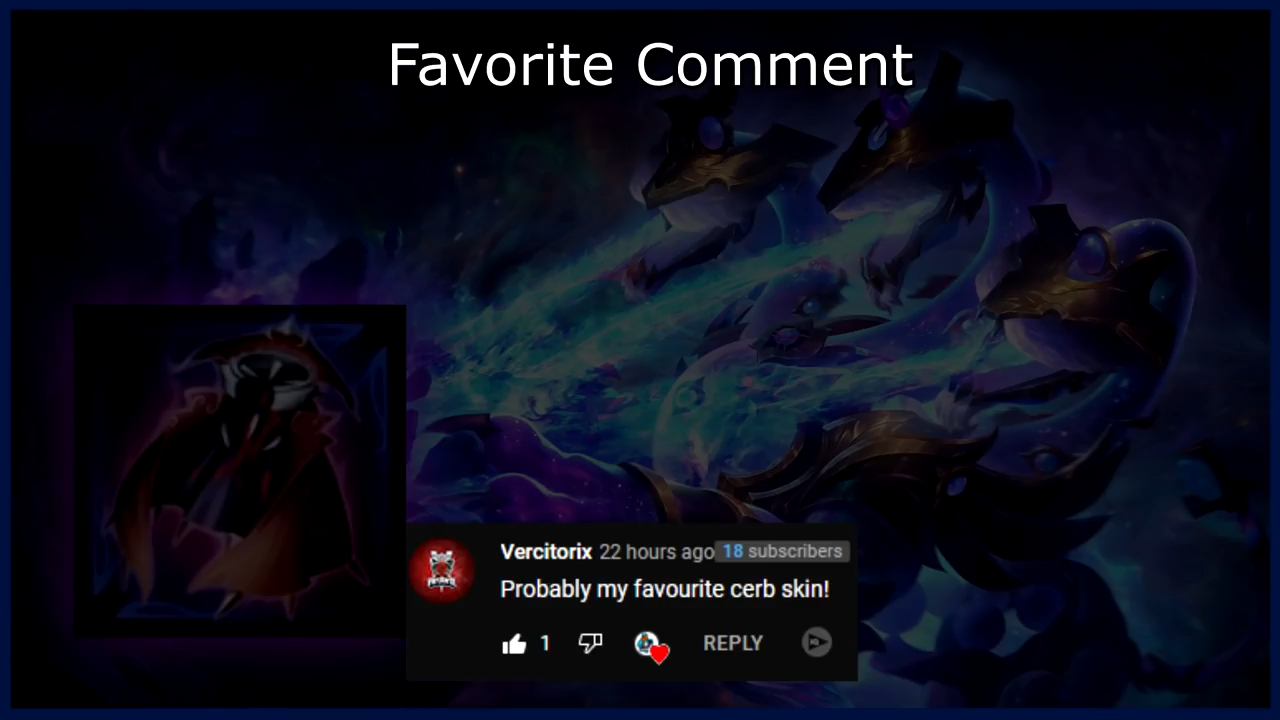 Favorite Comment
Vercitorix 22 hours ago 18 subscribers
Probably my favourite cerb skin!
1 REPLY